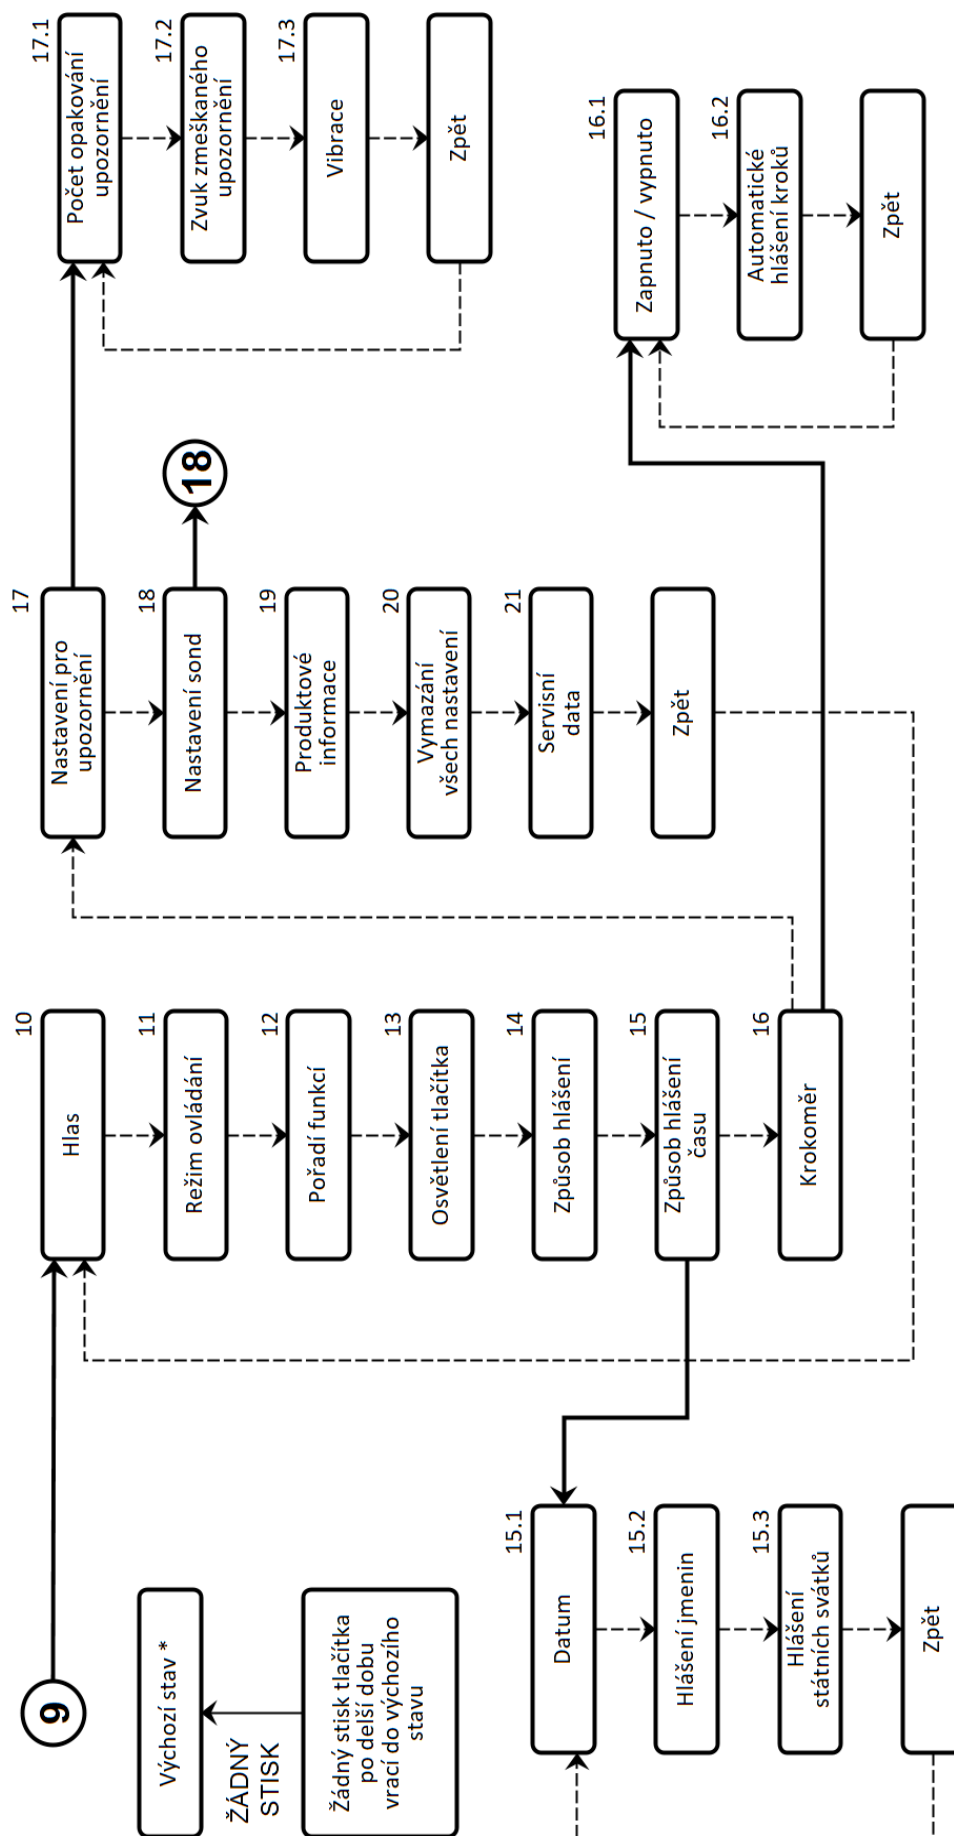 9
Výchozí stav *
ŽÁDNÝ
STISK
Žádný stisk tlačítka
po delší dobu
vrací do výchozího
stavu
15.1
Datum
15.2
Hlášení jmenin
15.3
Hlášení
státních svátků
Zpět
10
Hlas
11
Režim ovládání
12
Pořadí funkcí
13
Osvětlení tlačítka
14
Způsob hlášení
15
Způsob hlášení
času
16
Krokoměr
17
Nastavení pro
upozornění
18
Nastavení sond
18
19
Produktové
informace
20
Vymazání
všech nastavení
21
Servisní
data
Zpět
17.1
Počet opakování
upozornění
17.2
Zvuk zmeškaného
upozornění
17.3
Vibrace
Zpět
16.1
Zapnuto / vypnuto
16.2
Automatické
hlášení kroků
Zpět